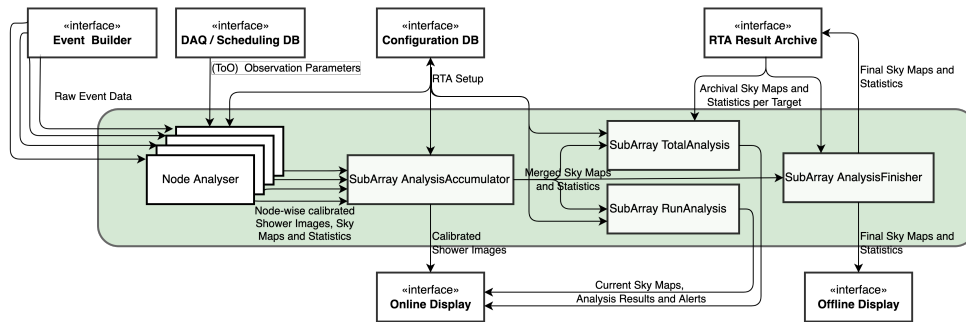 «interface»
Event Builder
«interface»
DAQ / Scheduling DB
«interface»
Configuration DB
«interface»
RTA Result Archive
(ToO) Observation Parameters
RTA Setup
Final Sky Maps and
Statistics
Raw Event Data
Archival Sky Maps and
Statistics per Target
Node Analyser
SubArray AnalysisAccumulator
SubArray TotalAnalysis
Merged Sky Maps
and Statistics
SubArray AnalysisFinisher
SubArray RunAnalysis
Node-wise calibrated
Shower Images, Sky
Maps and Statistics
Calibrated
Shower Images
Final Sky Maps and
Statistics
Current Sky Maps,
Analysis Results and Alerts
«interface»
Online Display
«interface»
Offline Display